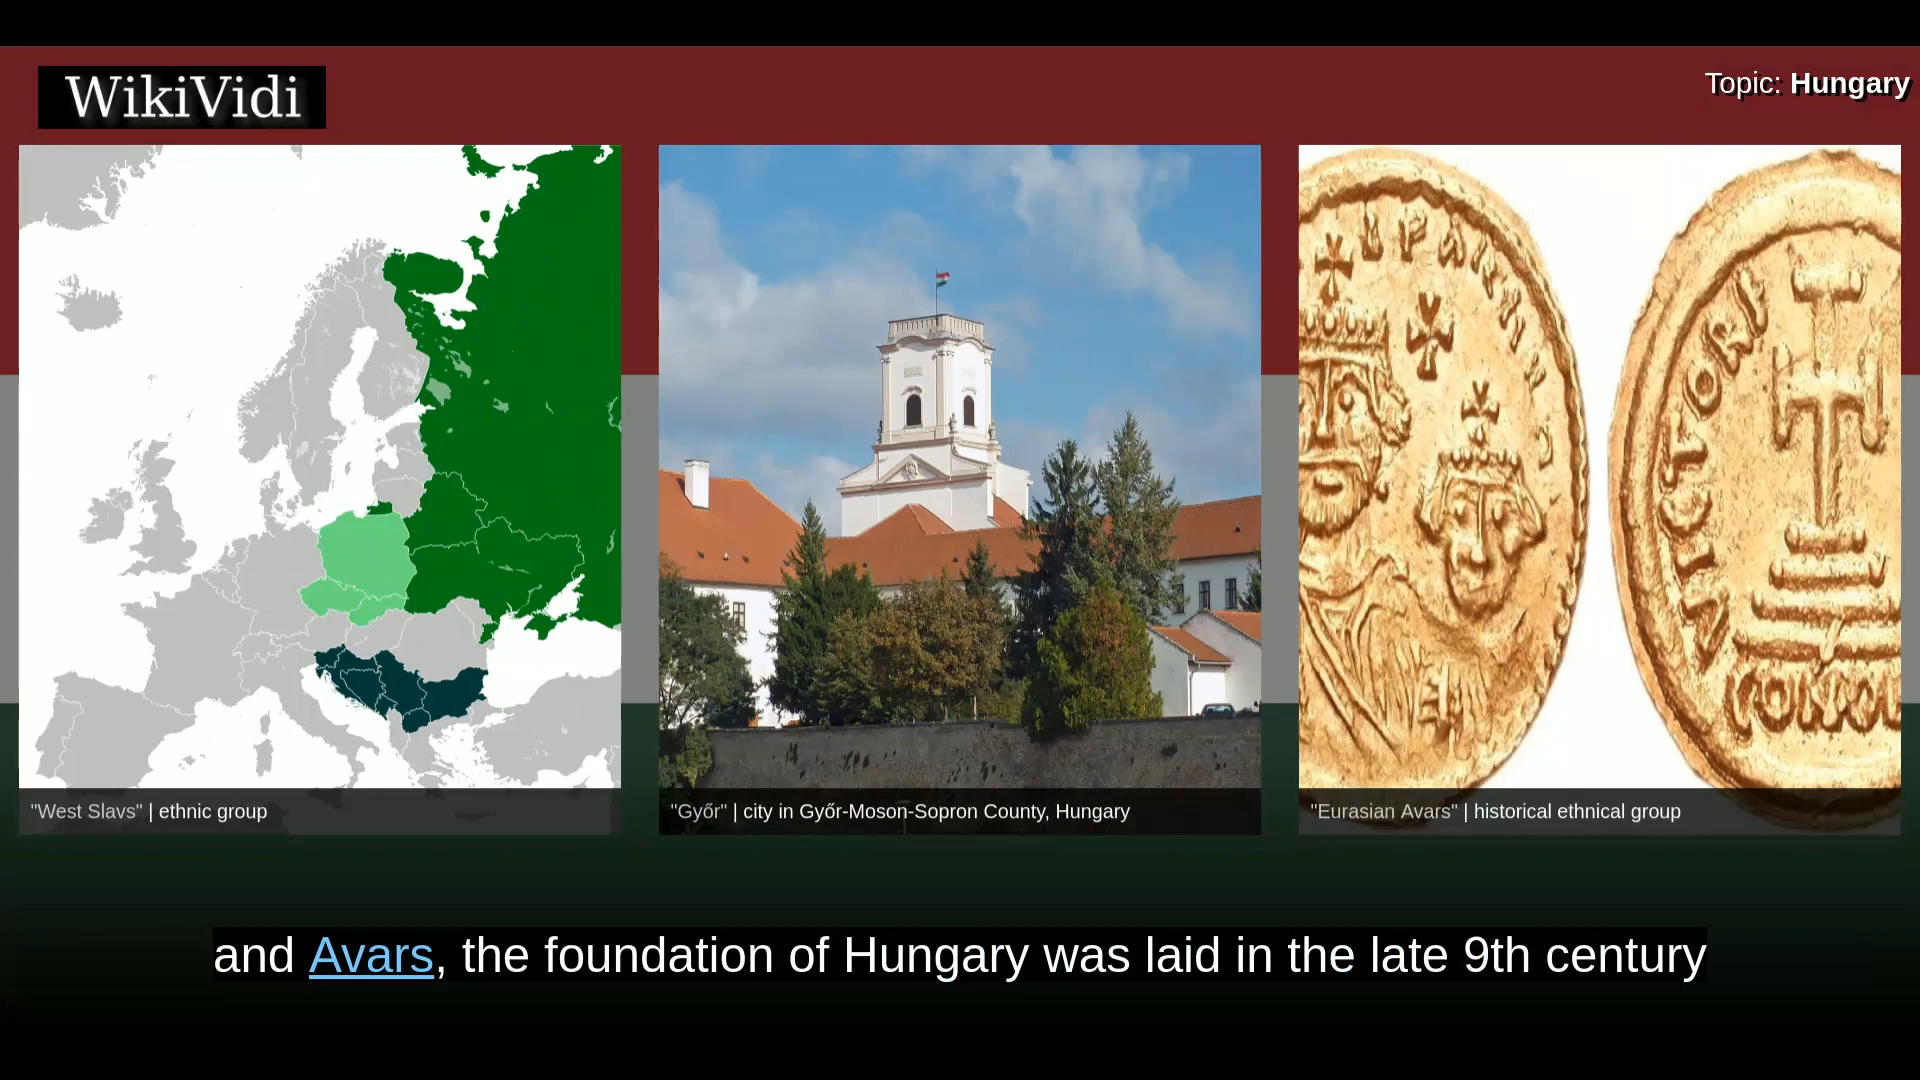 WikiVidi
Topic: Hungary
"West Slavs" | ethnic group
"Győr" | city in Győr-Moson-Sopron County, Hungary
"Eurasian Avars" | historical ethnical group
and Avars, the foundation of Hungary was laid in the late 9th century